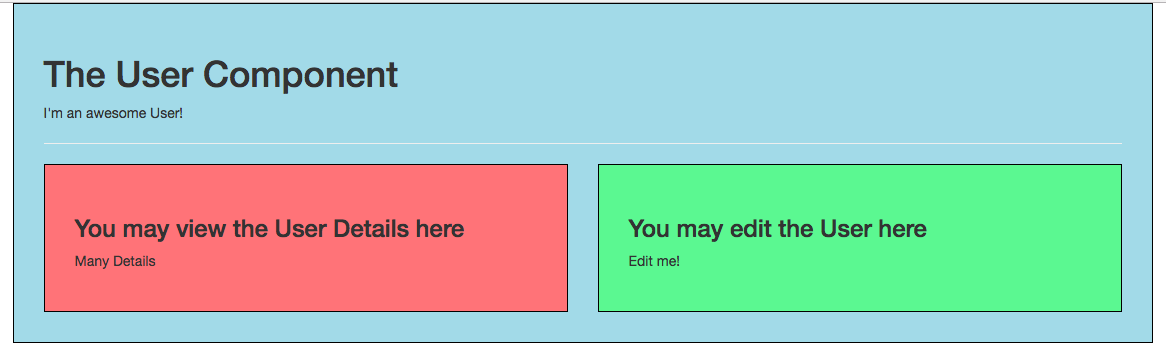 The User Component
I'm an awesome User!
You may view the User Details here
Many Details
You may edit the User here
Edit me!